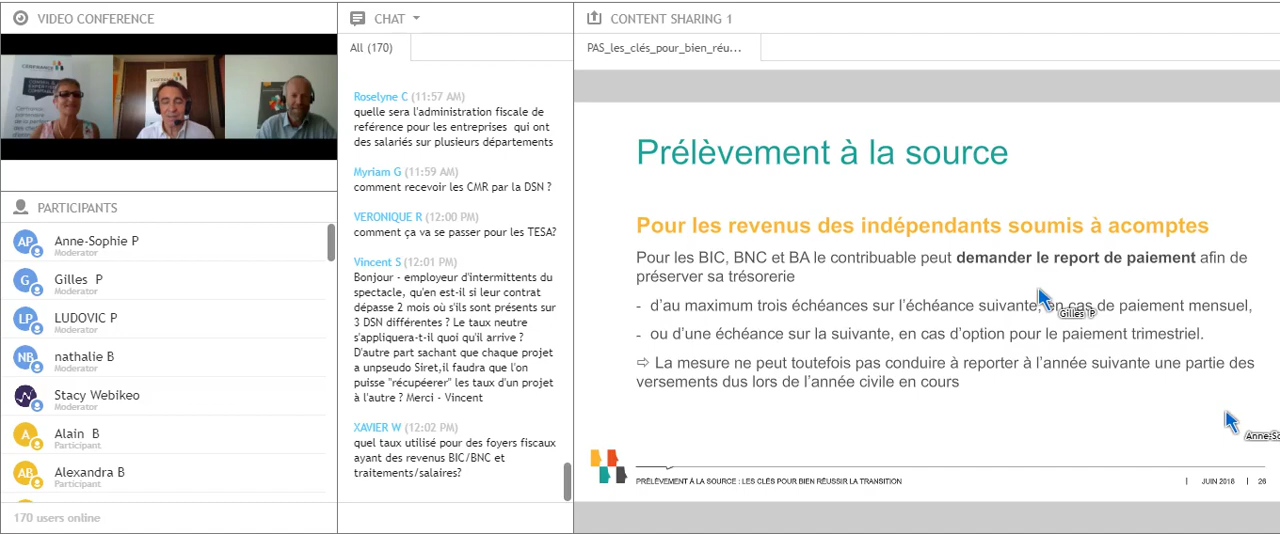 VIDEO CONFERENCE
PARTICIPANTS
AP
Anne-Sophie P
Moderator
G
Gilles P
Moderator
LP
LUDOVIC P
Moderator
NB
nathalie B
Moderator
Stacy Webikeo
Moderator
A
Alain B
Participant
AB
Alexandra B
Participant
170 users online
CHAT
All (170)
Roselyne C (11:57 AM)
quelle sera l'administration fiscale de
reférence pour les entreprises qui ont
des salariés sur plusieurs départements
Myriam G (11:59 AM)
comment recevoir les CMR par la DSN ?
VERONIQUE R (12:00 PM)
comment ça va se passer pour les TESA?
Vincent S (12:01 PM)
Bonjour - employeur d'intermittents du
spectacle, qu'en est-il si leur contrat
dépasse 2 mois où s'ils sont présents sur
3 DSN différentes ? Le taux neutre
s'appliquera-t-il quoi qu'il arrive ?
D'autre part sachant que chaque projet
a unpseudo Siret,il faudra que l'on
puisse "récupéerer" les taux d'un projet
à l'autre ? Merci - Vincent
XAVIER W (12:02 PM)
quel taux utilisé pour des foyers fiscaux
ayant des revenus BIC/BNC et
traitements/salaires?
CONTENT SHARING 1
PAS_les_clés_pour_bien_réu...
Prélèvement à la source
Pour les revenus des indépendants soumis à acomptes
Pour les BIC, BNC et BA le contribuable peut demander le report de paiement afin de
préserver sa trésorerie
- d'au maximum trois échéances sur l'échéance suivante, en cas de paiement mensuel,
Gilles P
- ou d'une échéance sur la suivante, en cas d'option pour le paiement trimestriel.
⇨ La mesure ne peut toutefois pas conduire à reporter à l'année suivante une partie des
versements dus lors de l'année civile en cours
Anne-So
PRÉLÈVEMENT À LA SOURCE : LES CLÉS POUR BIEN RÉUSSIR LA TRANSITION | JUIN 2018 | 26